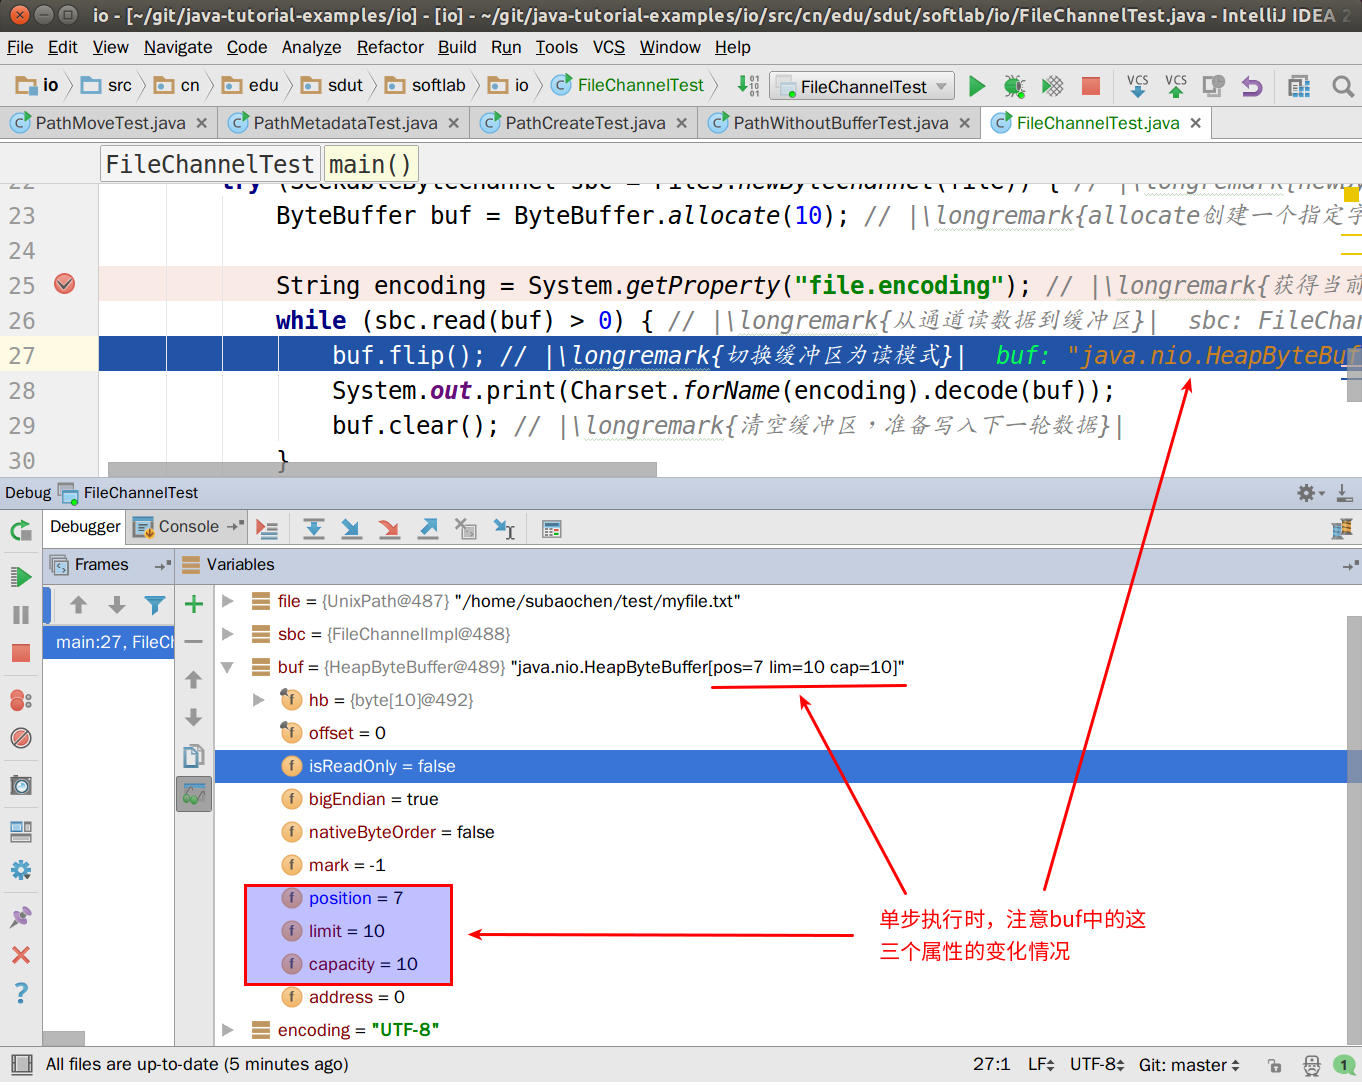 io - [~/git/java-tutorial-examples/io] - [io] - ~/git/java-tutorial-examples/io/src/cn/edu/sdut/softlab/io/FileChannelTest.java - IntelliJ IDEA 2
File Edit View Navigate Code Analyze Refactor Build Run Tools VCS Window Help
io src cn edu sdut softlab io FileChannelTest FileChannelTest VCS VCS
PathMoveTest.java PathMetadataTest.java PathCreateTest.java PathWithoutBufferTest.java FileChannelTest.java
FileChannelTest main()
22 try (SeekableByteChannel sbc = Files.newByteChannel(file)) { // |\longremark{newBy
23 ByteBuffer buf = ByteBuffer.allocate(10); // |\longremark{allocate创建一个指定字
24
25 String encoding = System.getProperty("file.encoding"); // |\longremark{获得当前
26 while (sbc.read(buf) > 0) { // |\longremark{从通道读数据到缓冲区}| sbc: FileChan
27 buf.flip(); // |\longremark{切换缓冲区为读模式}| buf: "java.nio.HeapByteBuf
28 System.out.print(Charset.forName(encoding).decode(buf));
29 buf.clear(); // |\longremark{清空缓冲区，准备写入下一轮数据}|
30 }
Debug FileChannelTest
Debugger Console
Frames Variables
main:27, FileCh
file = {UnixPath@487} "/home/subaochen/test/myfile.txt"
sbc = {FileChannelImpl@488}
buf = {HeapByteBuffer@489} "java.nio.HeapByteBuffer[pos=7 lim=10 cap=10]"
hb = {byte[10]@492}
offset = 0
isReadOnly = false
bigEndian = true
nativeByteOrder = false
mark = -1
position = 7
limit = 10
capacity = 10
address = 0
encoding = "UTF-8"
单步执行时，注意buf中的这
三个属性的变化情况
All files are up-to-date (5 minutes ago) 27:1 LF UTF-8 Git: master 1